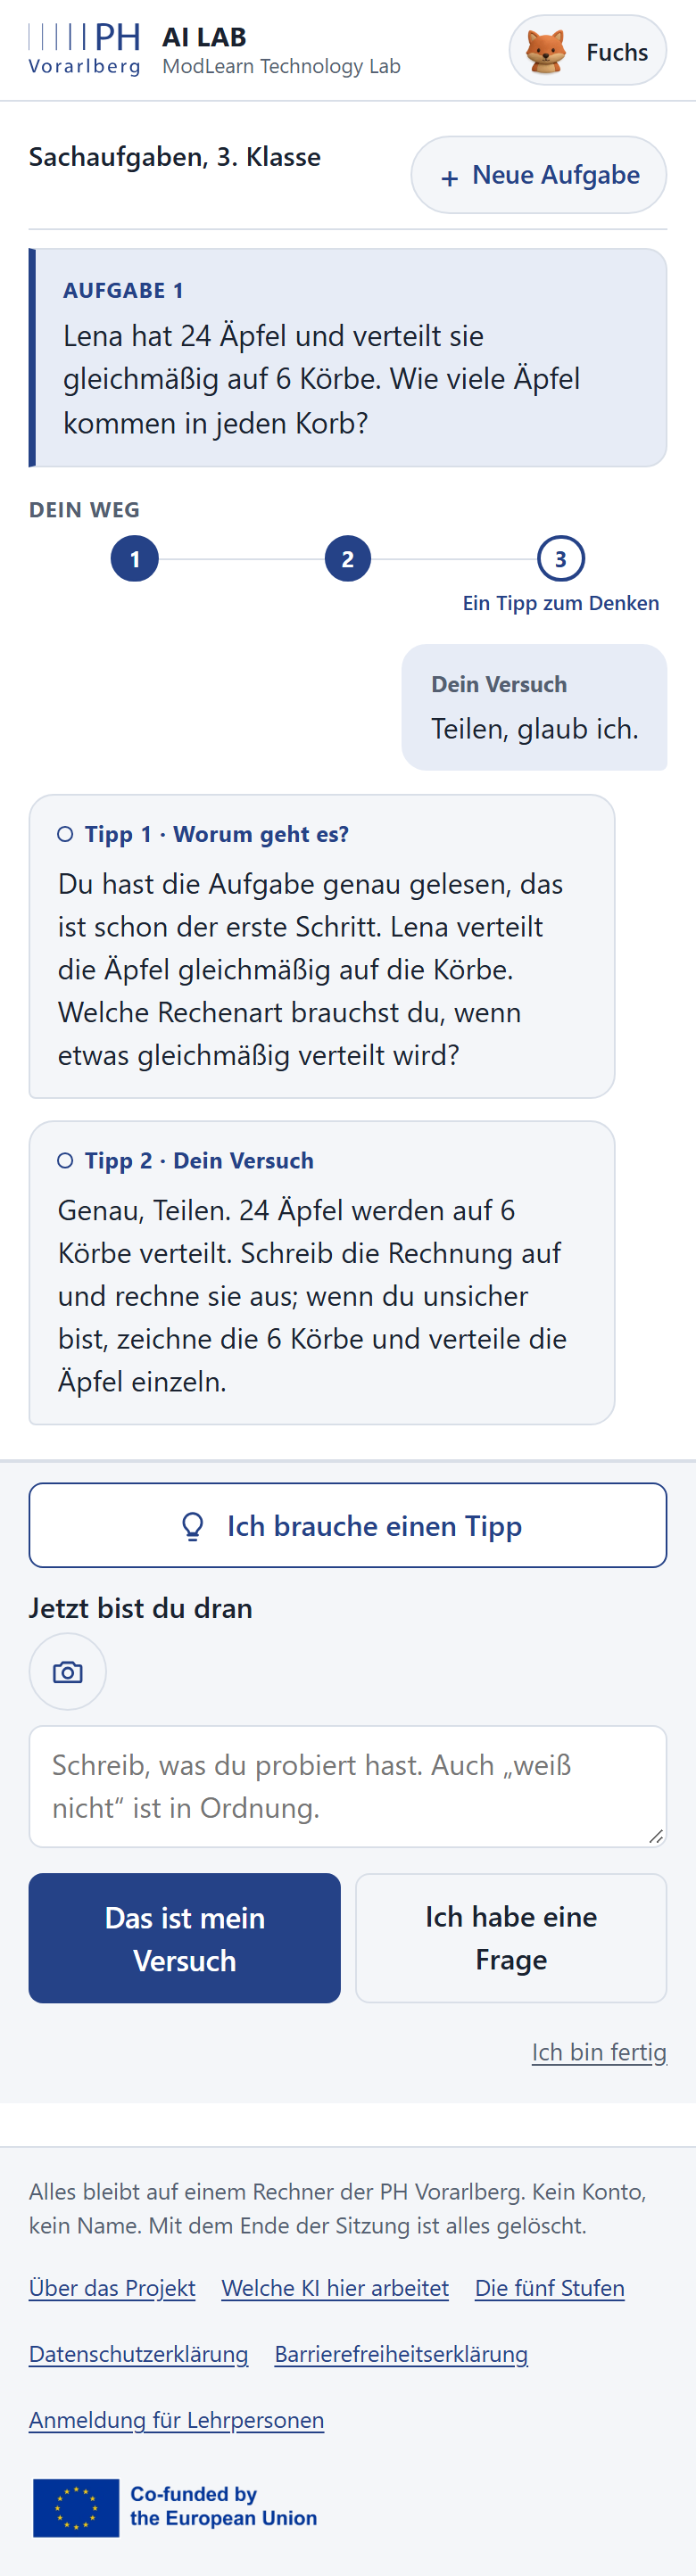 PH
Vorarlberg
AI LAB
ModLearn Technology Lab
Fuchs
Sachaufgaben, 3. Klasse
+ Neue Aufgabe
AUFGABE 1
Lena hat 24 Äpfel und verteilt sie
gleichmäßig auf 6 Körbe. Wie viele Äpfel
kommen in jeden Korb?
DEIN WEG
1
2
3
Ein Tipp zum Denken
Dein Versuch
Teilen, glaub ich.
Tipp 1 · Worum geht es?
Du hast die Aufgabe genau gelesen, das
ist schon der erste Schritt. Lena verteilt
die Äpfel gleichmäßig auf die Körbe.
Welche Rechenart brauchst du, wenn
etwas gleichmäßig verteilt wird?
Tipp 2 · Dein Versuch
Genau, Teilen. 24 Äpfel werden auf 6
Körbe verteilt. Schreib die Rechnung auf
und rechne sie aus; wenn du unsicher
bist, zeichne die 6 Körbe und verteile die
Äpfel einzeln.
Ich brauche einen Tipp
Jetzt bist du dran
Schreib, was du probiert hast. Auch „weiß
nicht“ ist in Ordnung.
Das ist mein
Versuch
Ich habe eine
Frage
Ich bin fertig
Alles bleibt auf einem Rechner der PH Vorarlberg. Kein Konto,
kein Name. Mit dem Ende der Sitzung ist alles gelöscht.
Über das Projekt Welche KI hier arbeitet Die fünf Stufen
Datenschutzerklärung Barrierefreiheitserklärung
Anmeldung für Lehrpersonen
Co-funded by
the European Union